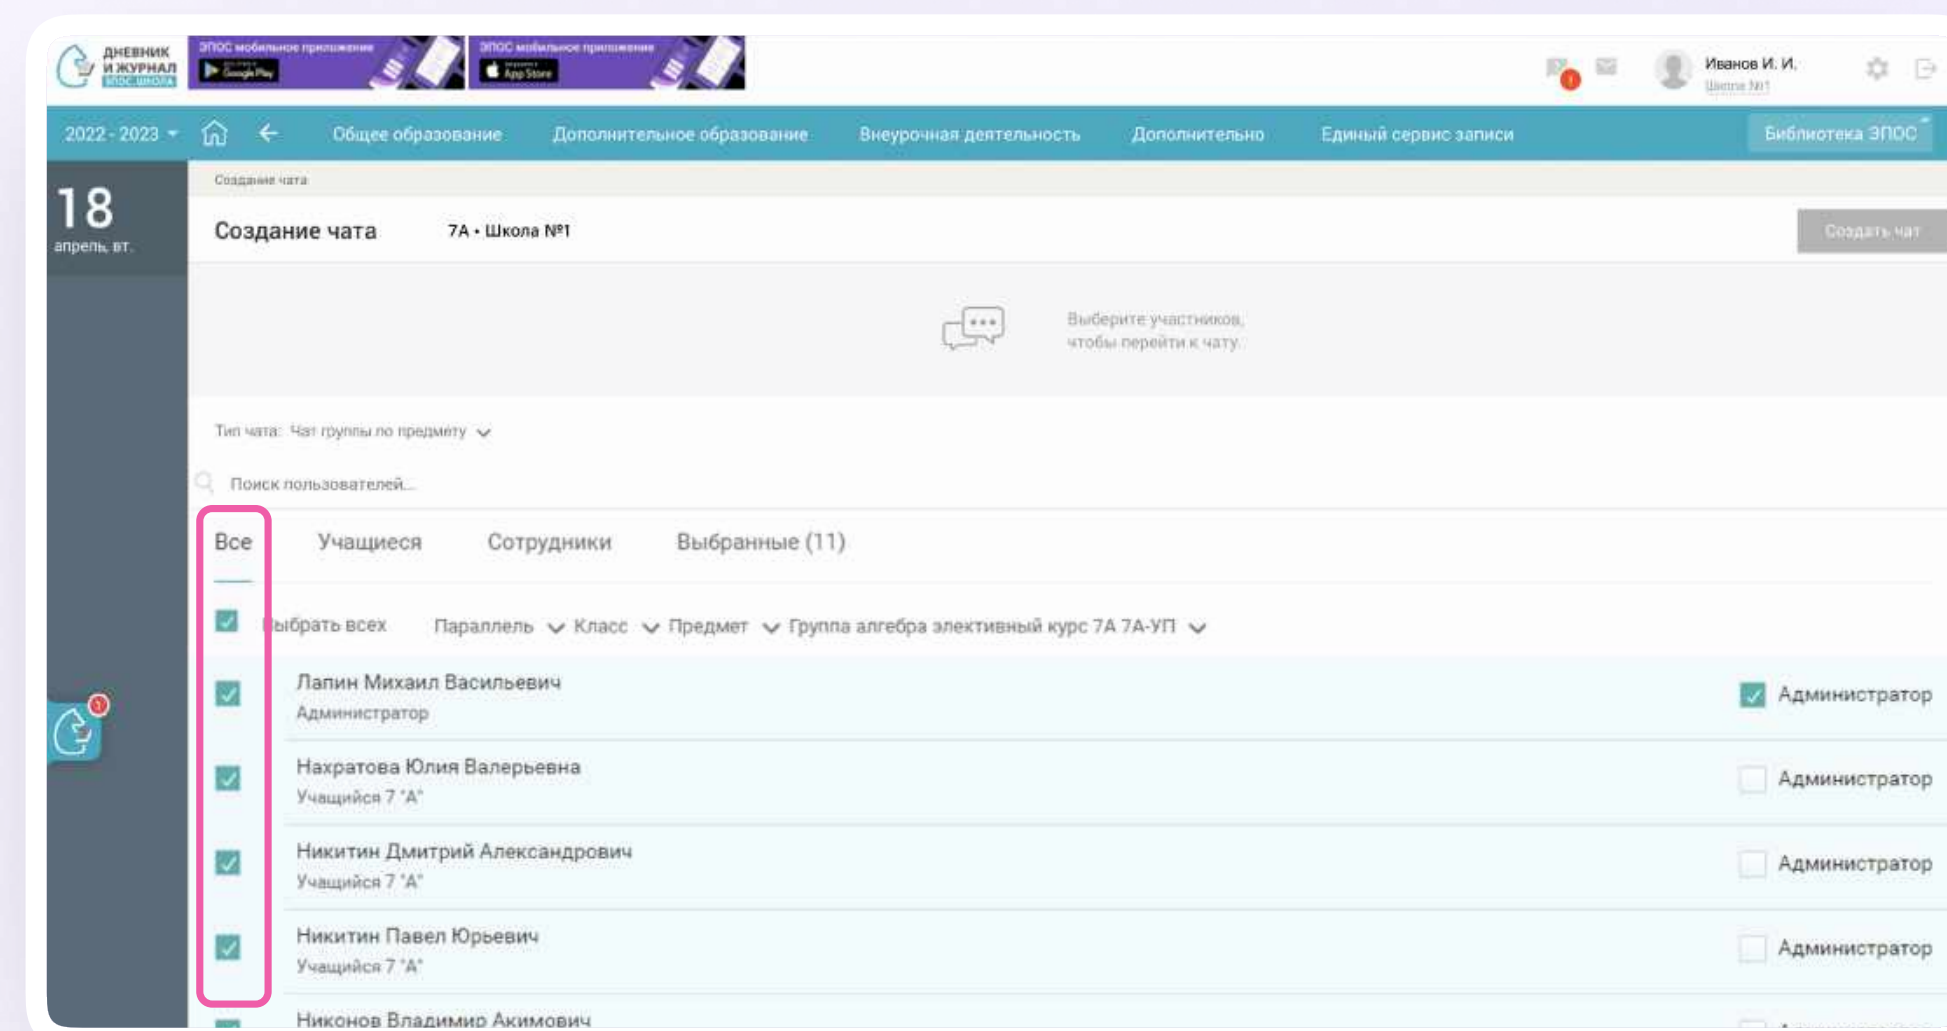 ДНЕВНИК
И ЖУРНАЛ
ЭПОС.ШКОЛА
ЭПОС мобильное приложение
Google Play
ЭПОС мобильное приложение
App Store
Иванов И. И.
Школа №1
2022 - 2023
Общее образование
Дополнительное образование
Внеурочная деятельность
Дополнительно
Единый сервис записи
Библиотека ЭПОС
18
апрель, вт.
Создание чата
Создание чата
7А • Школа №1
Создать чат
Выберите участников,
чтобы перейти к чату.
Тип чата: Чат группы по предмету
Поиск пользователей...
Все
Учащиеся
Сотрудники
Выбранные (11)
Выбрать всех
Параллель
Класс
Предмет
Группа алгебра элективный курс 7А 7А-УП
Лапин Михаил Васильевич
Администратор
Администратор
Нахратова Юлия Валерьевна
Администратор
Учащийся 7 "А"
Никитин Дмитрий Александрович
Администратор
Учащийся 7 "А"
Никитин Павел Юрьевич
Администратор
Учащийся 7 "А"
Никонов Владимир Акимович